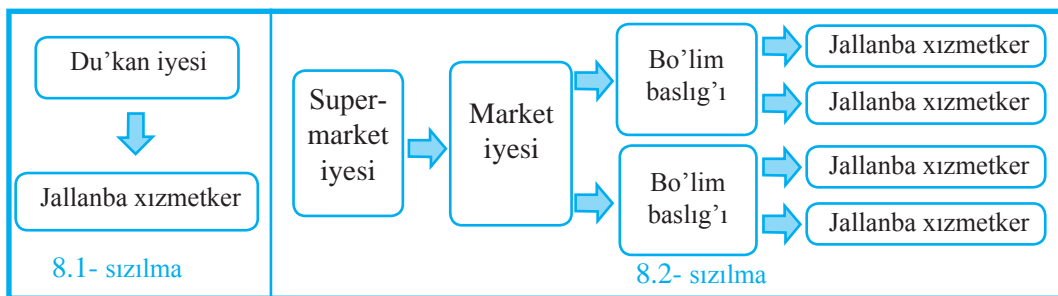 Du’kan iyesi
Jallanba xızmetker
8.1- sızılma
Super-
market
iyesi
Market
iyesi
Bo’lim
baslıg’ı
Jallanba xızmetker
Jallanba xızmetker
Bo’lim
baslıg’ı
Jallanba xızmetker
Jallanba xızmetker
8.2- sızılma